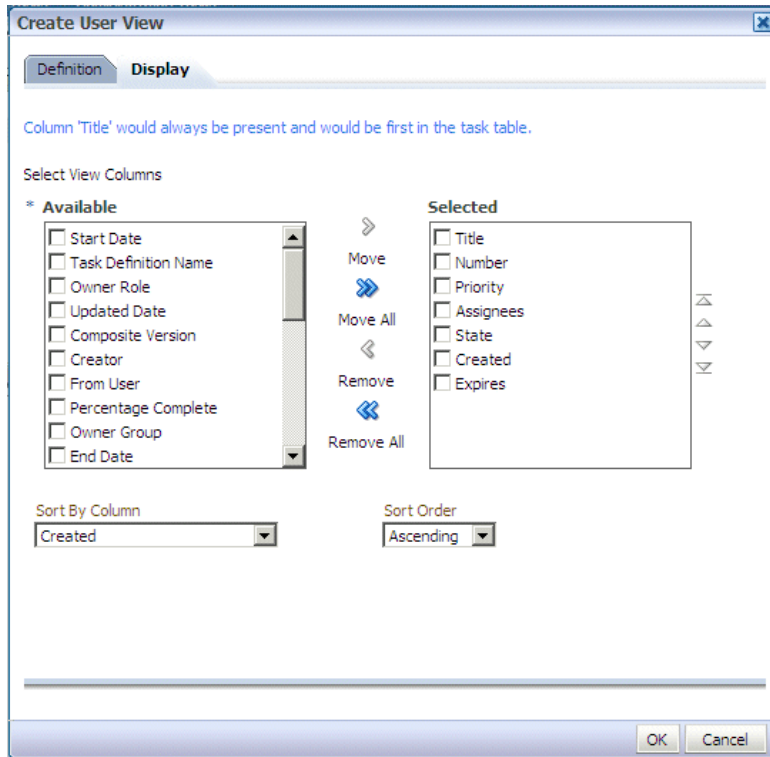 Create User View
Definition
Display
Column 'Title' would always be present and would be first in the task table.
Select View Columns
* Available
Start Date
Task Definition Name
Owner Role
Updated Date
Composite Version
Creator
From User
Percentage Complete
Owner Group
End Date
Move
Move All
Remove
Remove All
Selected
Title
Number
Priority
Assignees
State
Created
Expires
Sort By Column
Created
Sort Order
Ascending
OK
Cancel